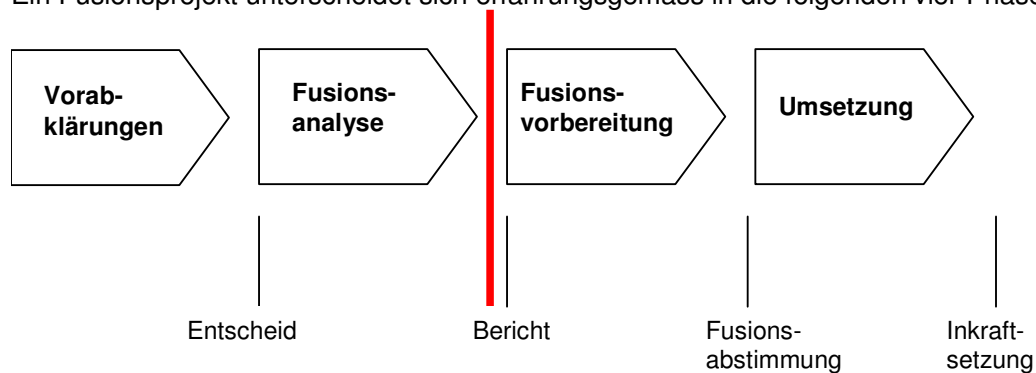 Ein Fusionsprojekt unterscheidet sich erfahrungsgemäss in die folgenden vier Phase
Vorab-
klärungen
Fusions-
analyse
Fusions-
vorbereitung
Umsetzung
Entscheid
Bericht
Fusions-
abstimmung
Inkraft-
setzung